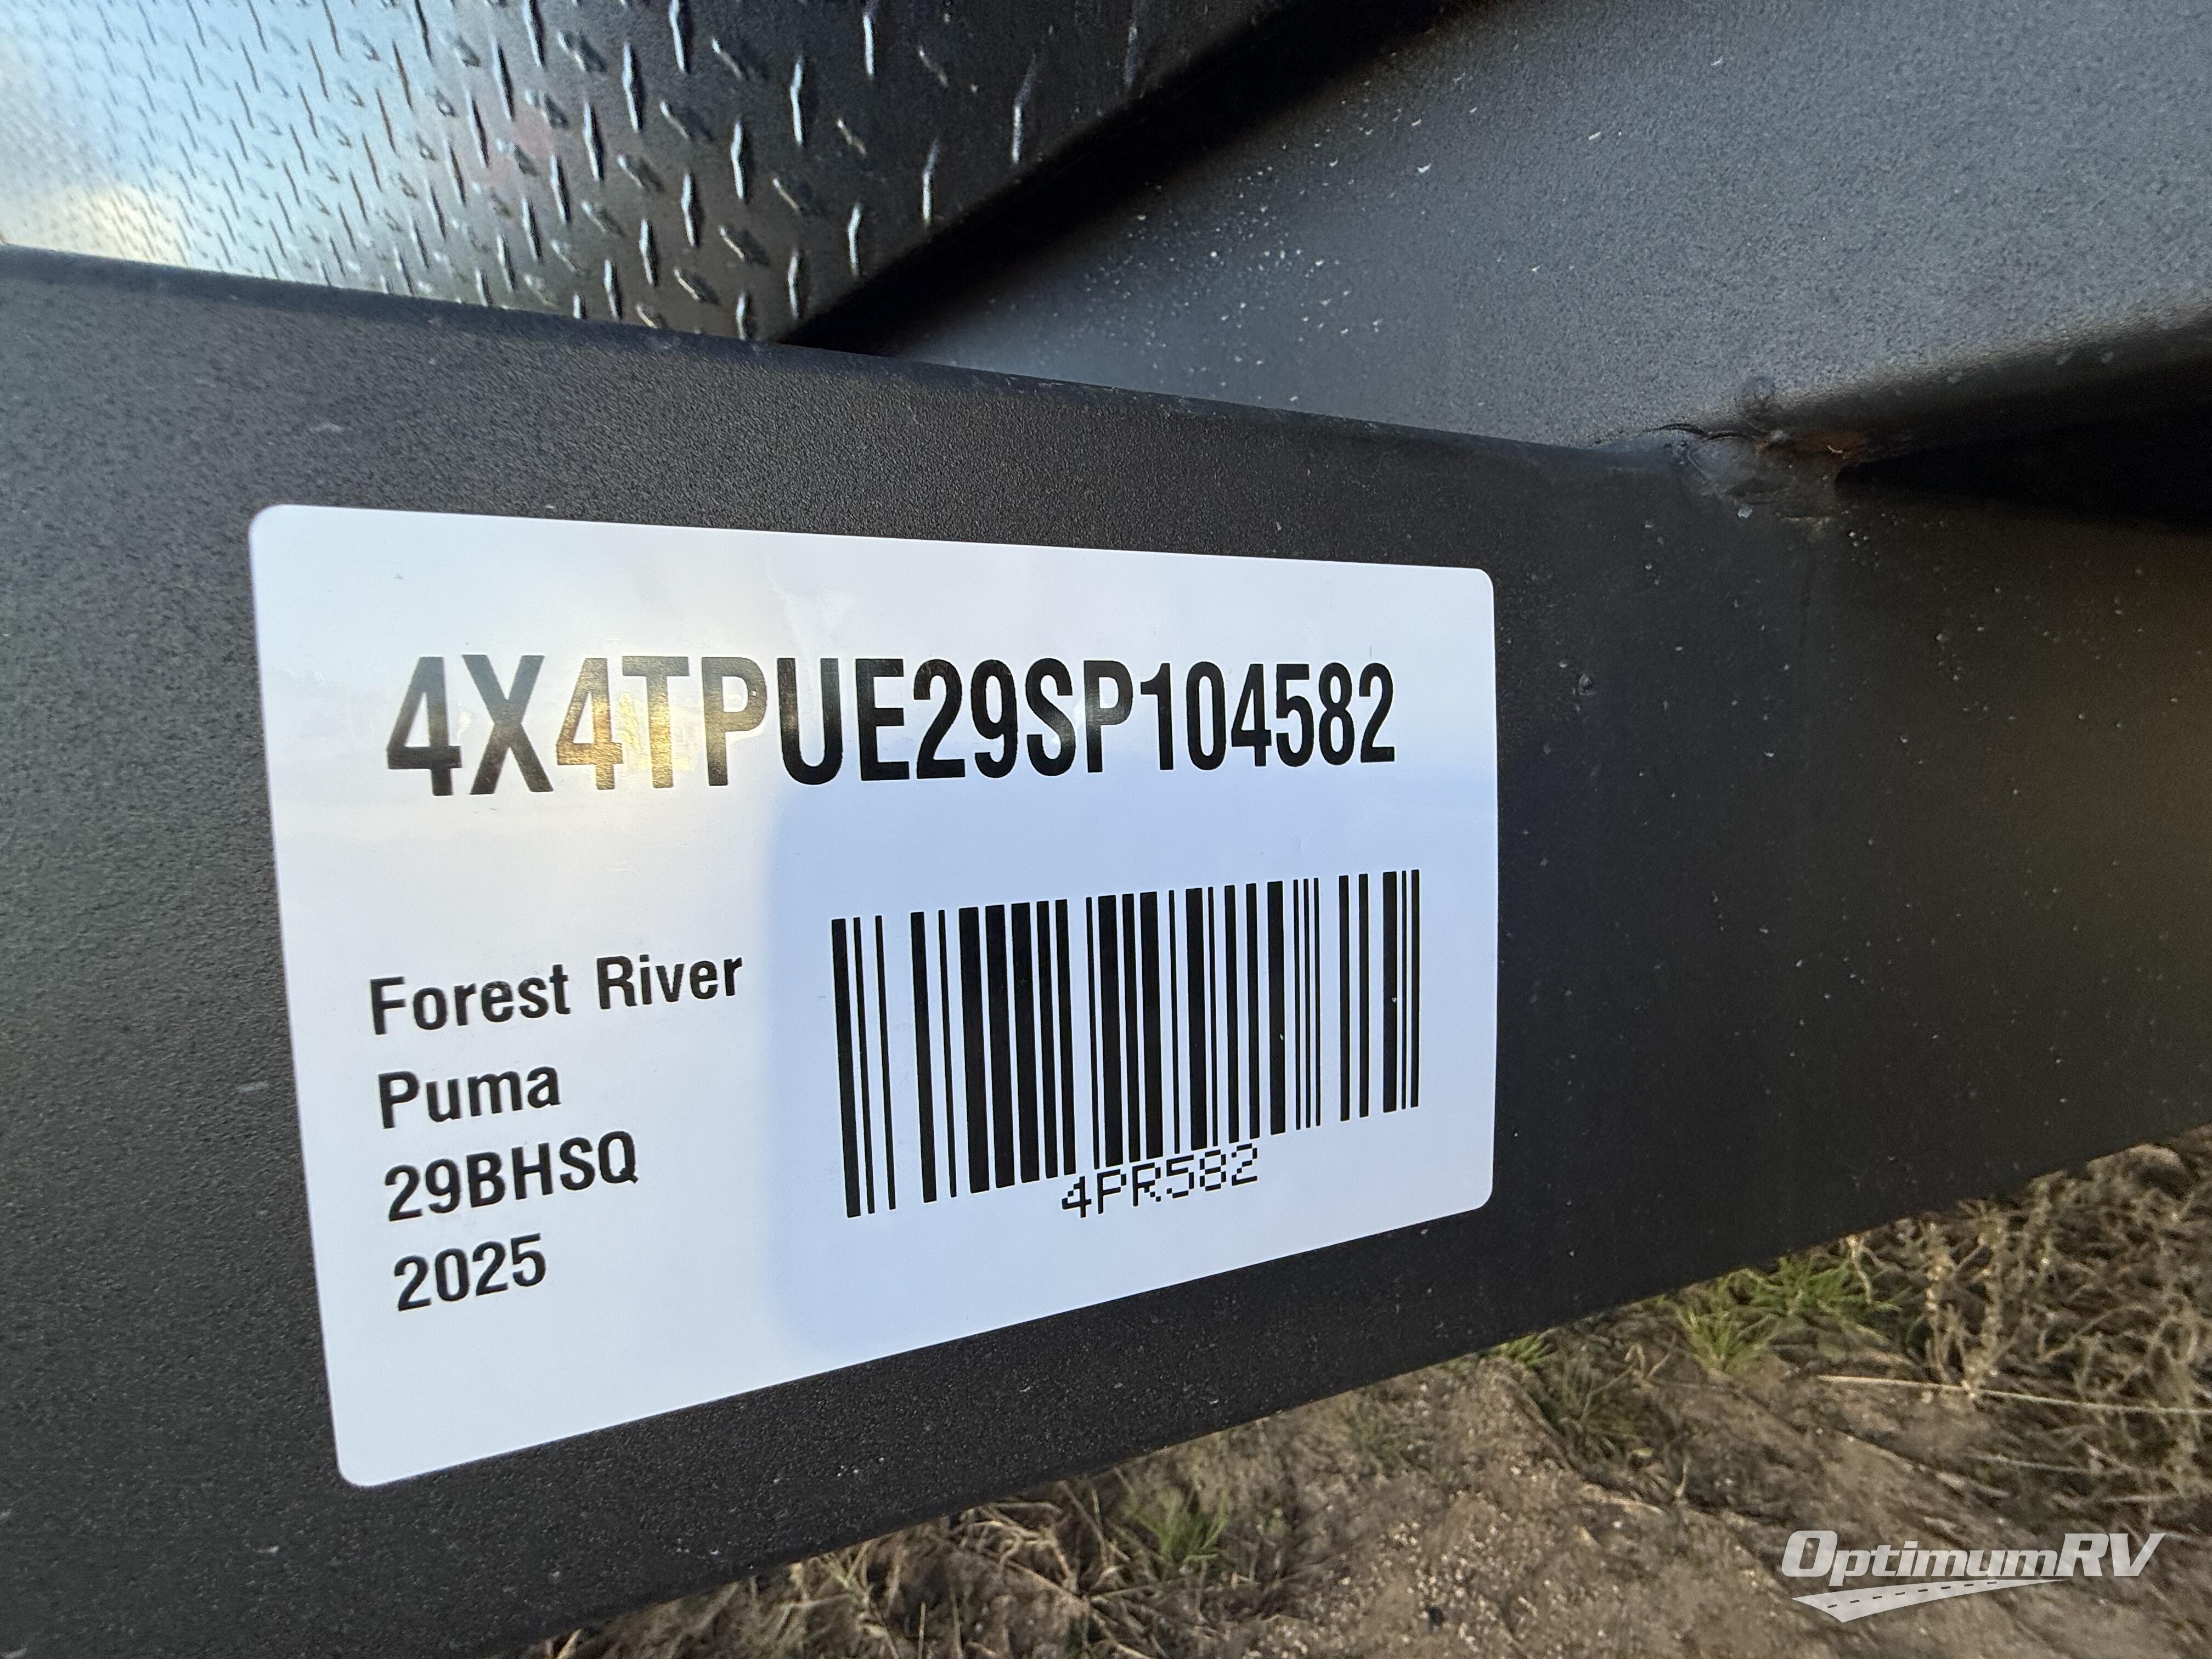 4X4TPUE29SP104582
Forest River
Puma
29BHSQ
2025
4PR582
OptimumRV